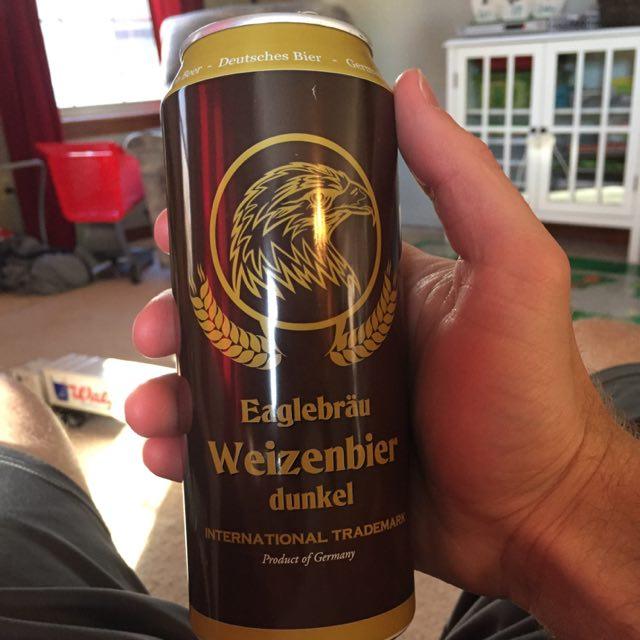 Beer - Deutsches Bier - Germ
Eaglebräu
Weizenbier
dunkel
INTERNATIONAL TRADEMARK
Product of Germany